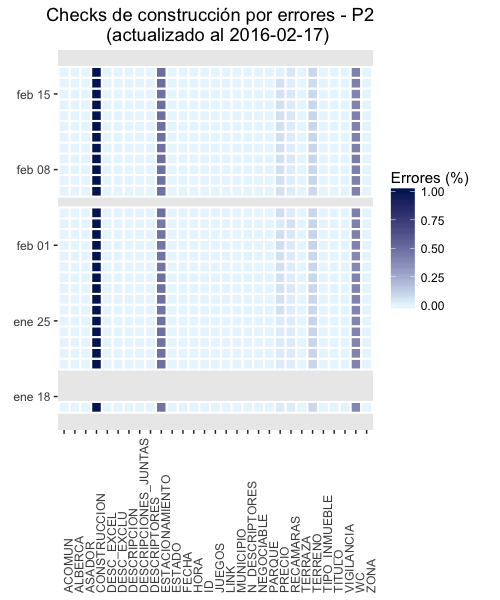 Checks de construcción por errores - P2
(actualizado al 2016-02-17)
feb 15
feb 08
feb 01
ene 25
ene 18
Errores (%)
1.00
0.75
0.50
0.25
0.00
ACOMUN
ALBERCA
ASADOR
CONSTRUCCION
DESC_EXCEL
DESC_EXCLU
DESCRIPCION
DESCRIPCIONES_JUNTAS
DESCRIPTORES
ESTACIONAMIENTO
ESTADO
FECHA
HORA
ID
JUEGOS
LINK
MUNICIPIO
N_DESCRIPTORES
NEGOCIABLE
PARQUE
PRECIO
RECAMARAS
TERRAZA
TERRENO
TIPO_INMUEBLE
TITULO
VIGILANCIA
WC
ZONA